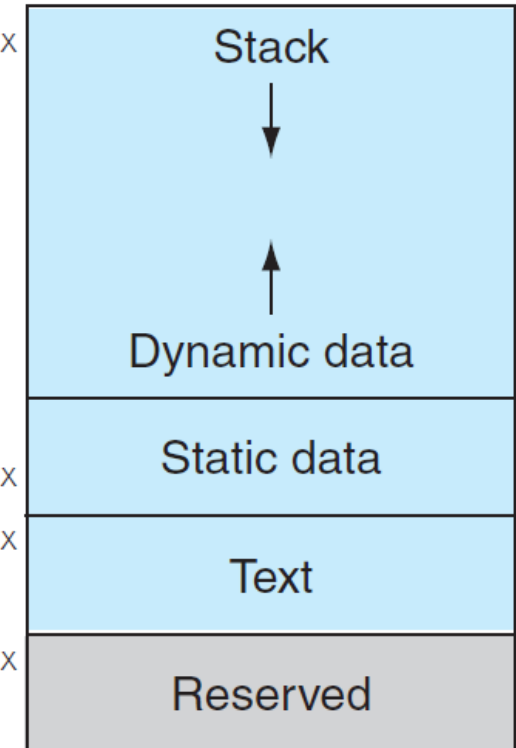 X
Stack
Dynamic data
Static data
X
X
Text
X
Reserved